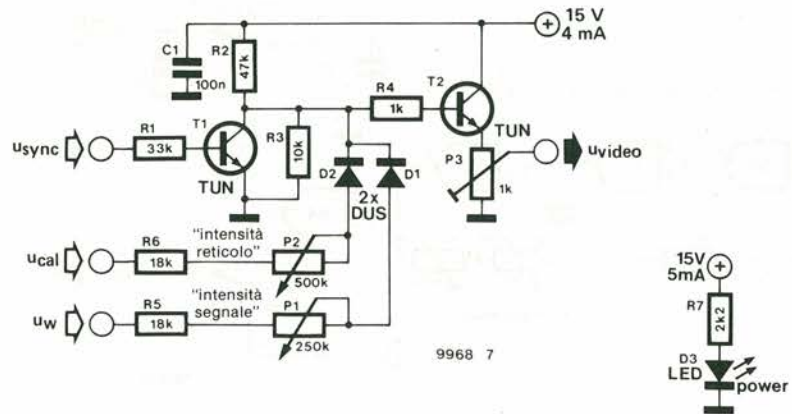 15 V
4 mA
C1
100n
R2
47k
R4
1k
T2
TUN
R1
33k
T1
TUN
R3
10k
D2
D1
2x
DUS
P3
1k
usync
uvideo
ucal
R6
18k
"intensità
reticolo"
P2
500k
uw
R5
18k
"intensità
segnale"
P1
250k
9968 7
15V
5mA
R7
2k2
D3
LED
power